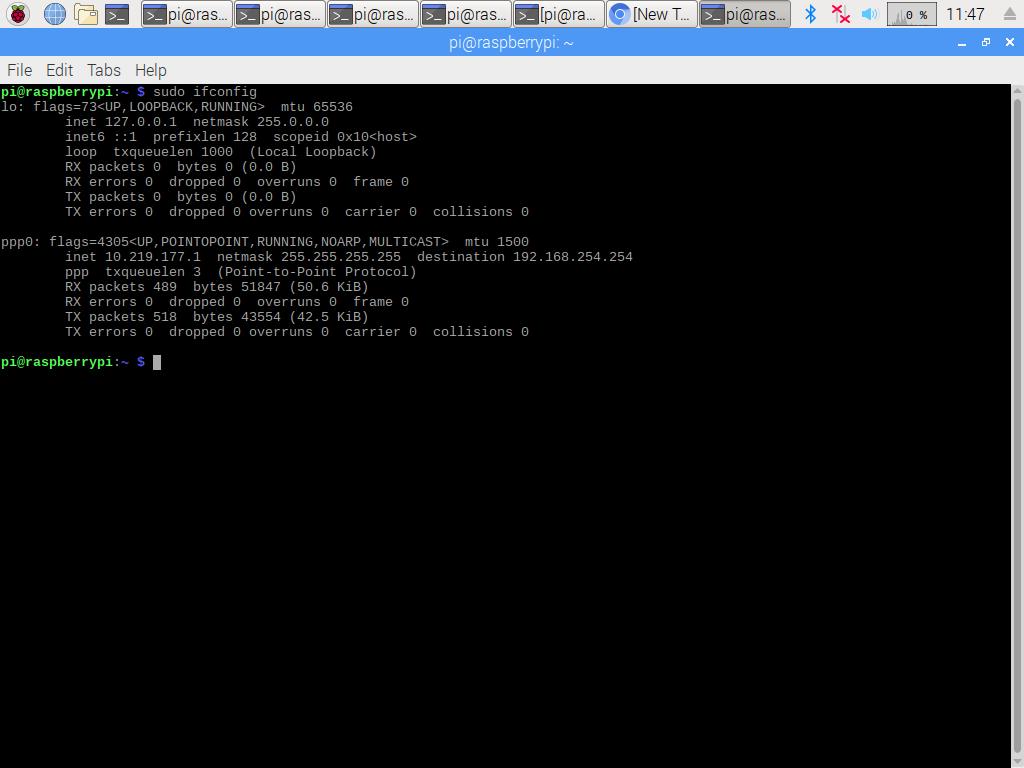 pi@ras... pi@ras... pi@ras... pi@ras... [pi@ra... [New T... pi@ras... 0 % 11:47
pi@raspberrypi: ~
File Edit Tabs Help
pi@raspberrypi:~ $ sudo ifconfig
lo: flags=73<UP,LOOPBACK,RUNNING>  mtu 65536
        inet 127.0.0.1  netmask 255.0.0.0
        inet6 ::1  prefixlen 128  scopeid 0x10<host>
        loop  txqueuelen 1000  (Local Loopback)
        RX packets 0  bytes 0 (0.0 B)
        RX errors 0  dropped 0  overruns 0  frame 0
        TX packets 0  bytes 0 (0.0 B)
        TX errors 0  dropped 0 overruns 0  carrier 0  collisions 0
ppp0: flags=4305<UP,POINTOPOINT,RUNNING,NOARP,MULTICAST>  mtu 1500
        inet 10.219.177.1  netmask 255.255.255.255  destination 192.168.254.254
        ppp  txqueuelen 3  (Point-to-Point Protocol)
        RX packets 489  bytes 51847 (50.6 KiB)
        RX errors 0  dropped 0  overruns 0  frame 0
        TX packets 518  bytes 43554 (42.5 KiB)
        TX errors 0  dropped 0 overruns 0  carrier 0  collisions 0
pi@raspberrypi:~ $